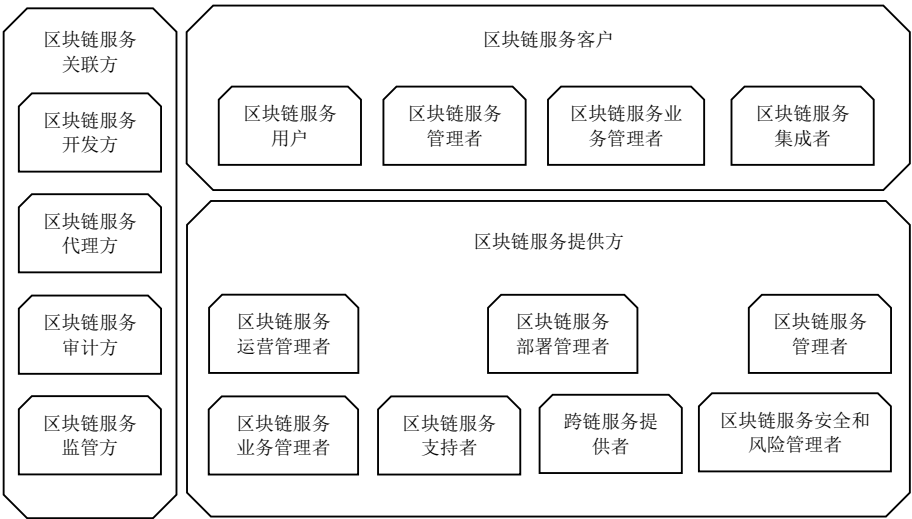 区块链服务
关联方
区块链服务
开发方
区块链服务
代理方
区块链服务
审计方
区块链服务
监管方
区块链服务客户
区块链服务
用户
区块链服务
管理者
区块链服务业
务管理者
区块链服务
集成者
区块链服务提供方
区块链服务
运营管理者
区块链服务
部署管理者
区块链服务
管理者
区块链服务
业务管理者
区块链服务
支持者
跨链服务提
供者
区块链服务安全和
风险管理者